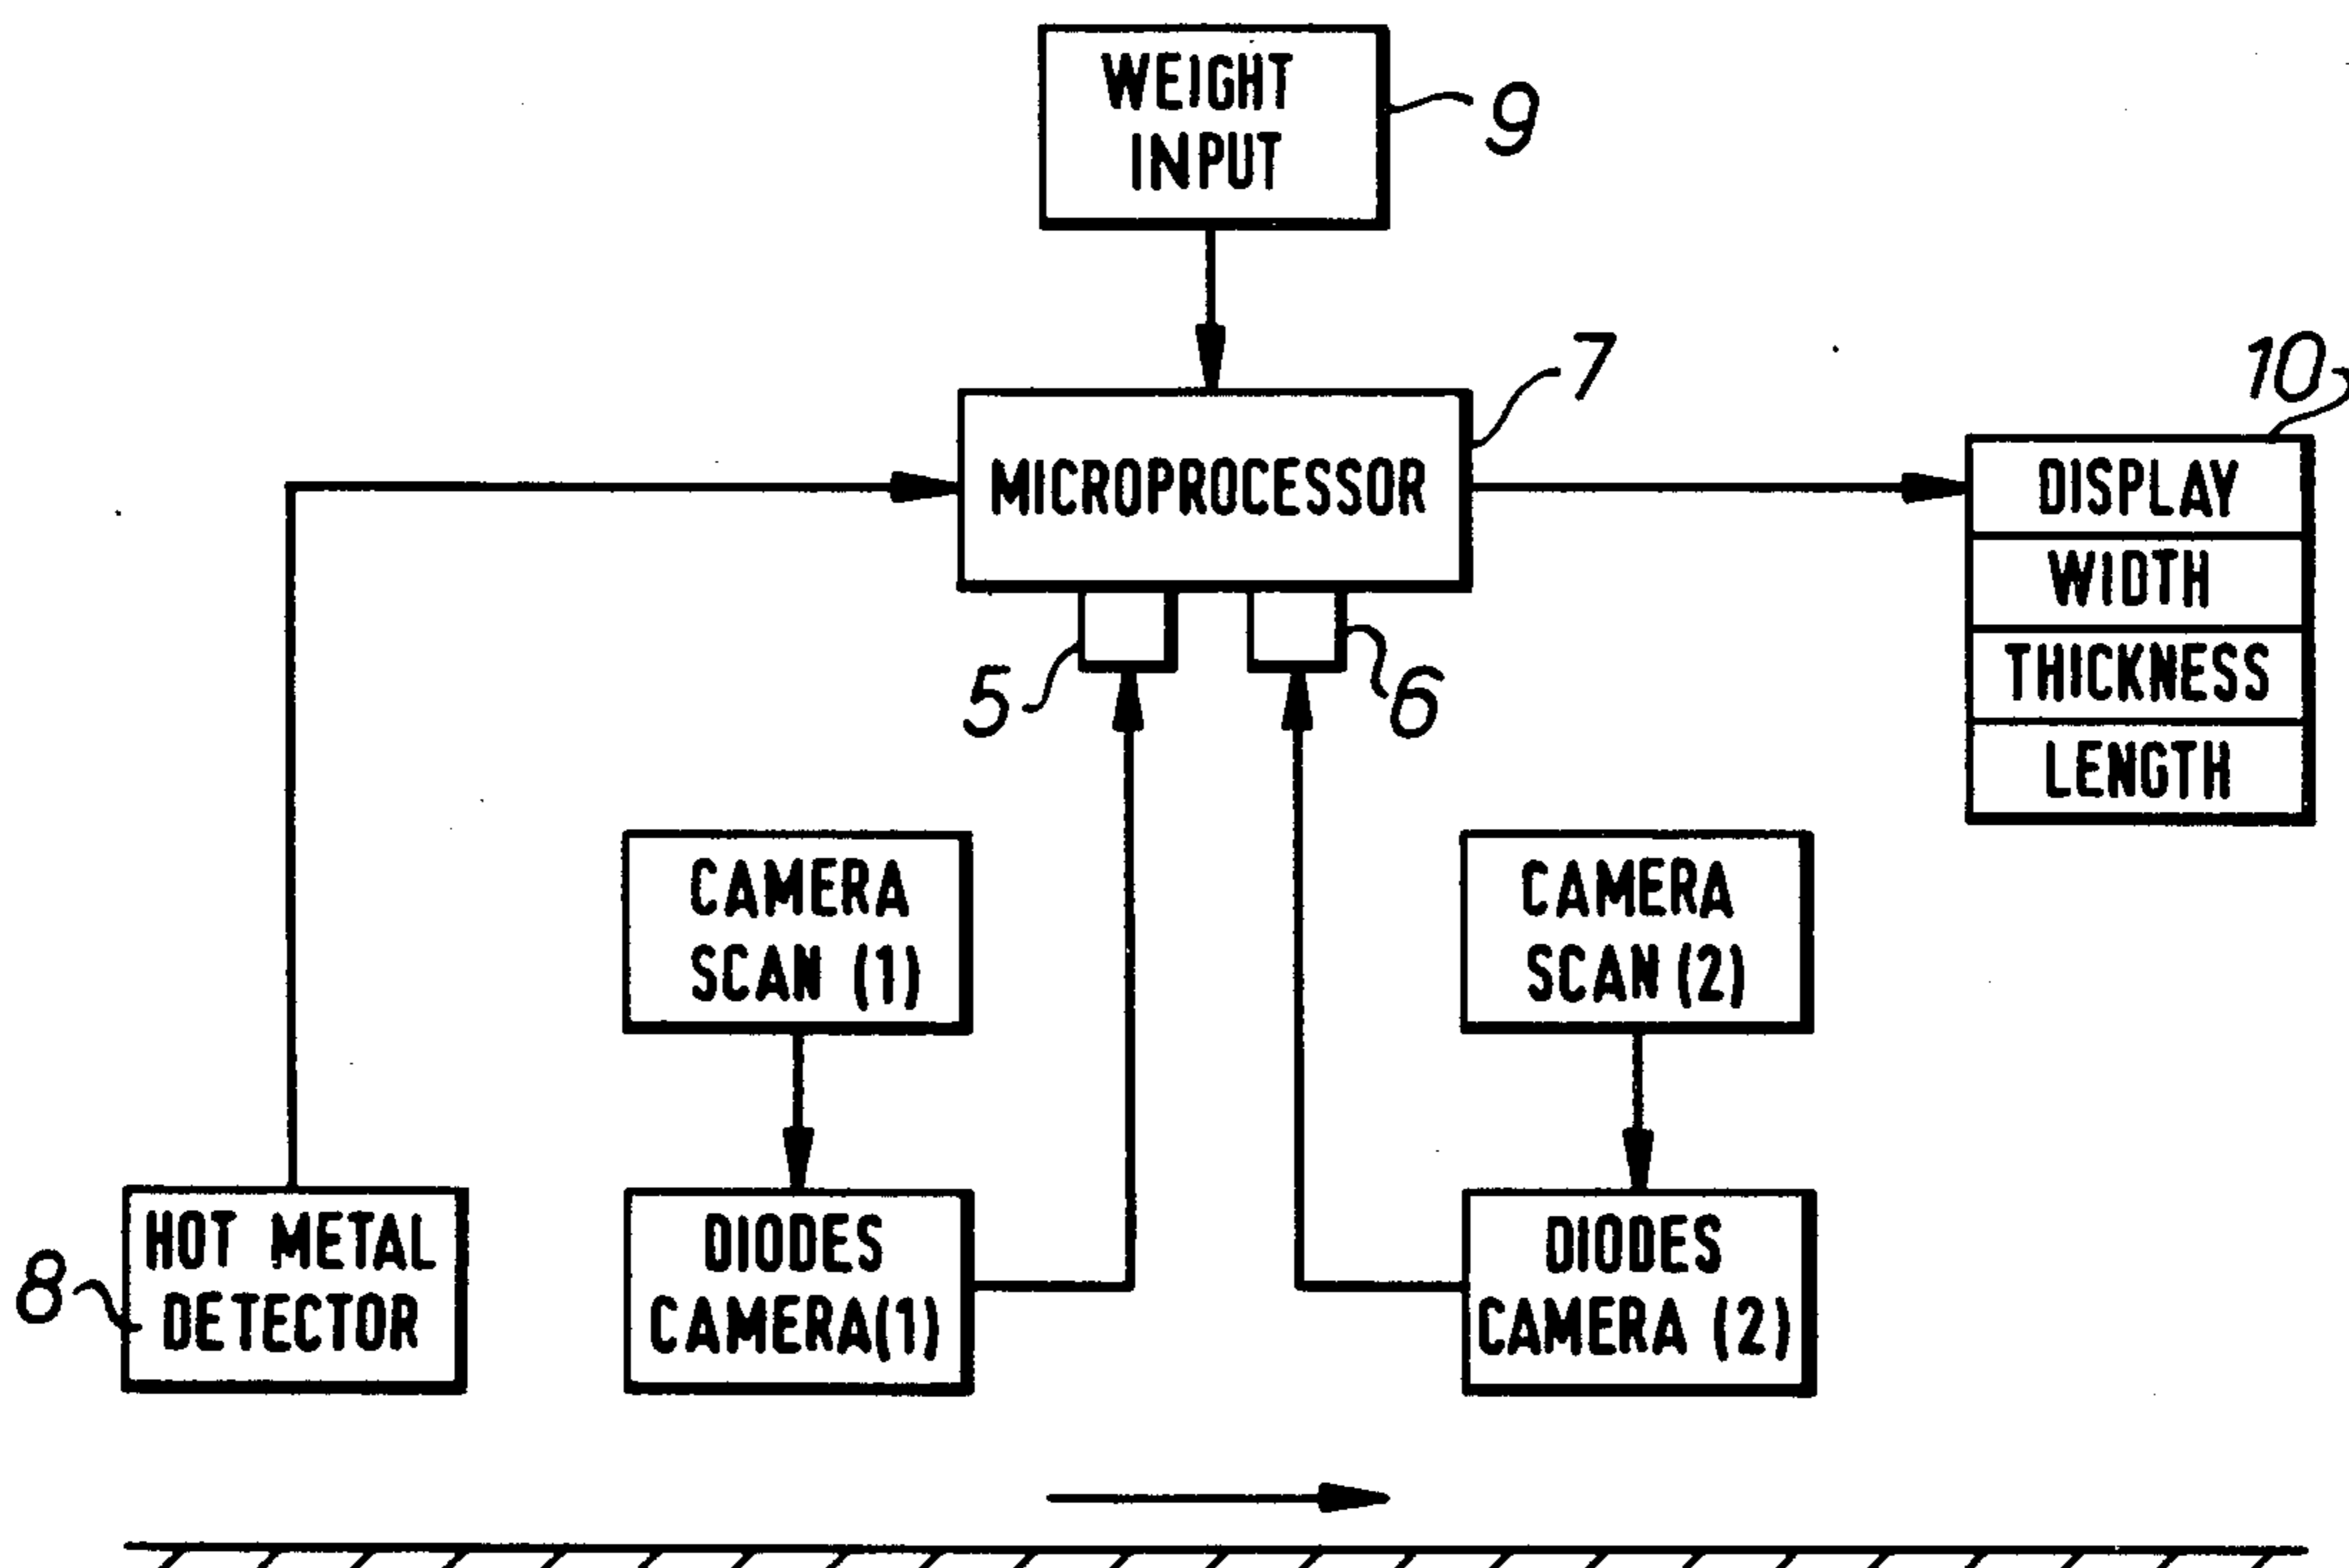 WEIGHT
INPUT
9
7
MICROPROCESSOR
10
DISPLAY
WIDTH
THICKNESS
LENGTH
5
6
CAMERA
SCAN (1)
CAMERA
SCAN (2)
8
HOT METAL
DETECTOR
DIODES
CAMERA(1)
DIODES
CAMERA (2)